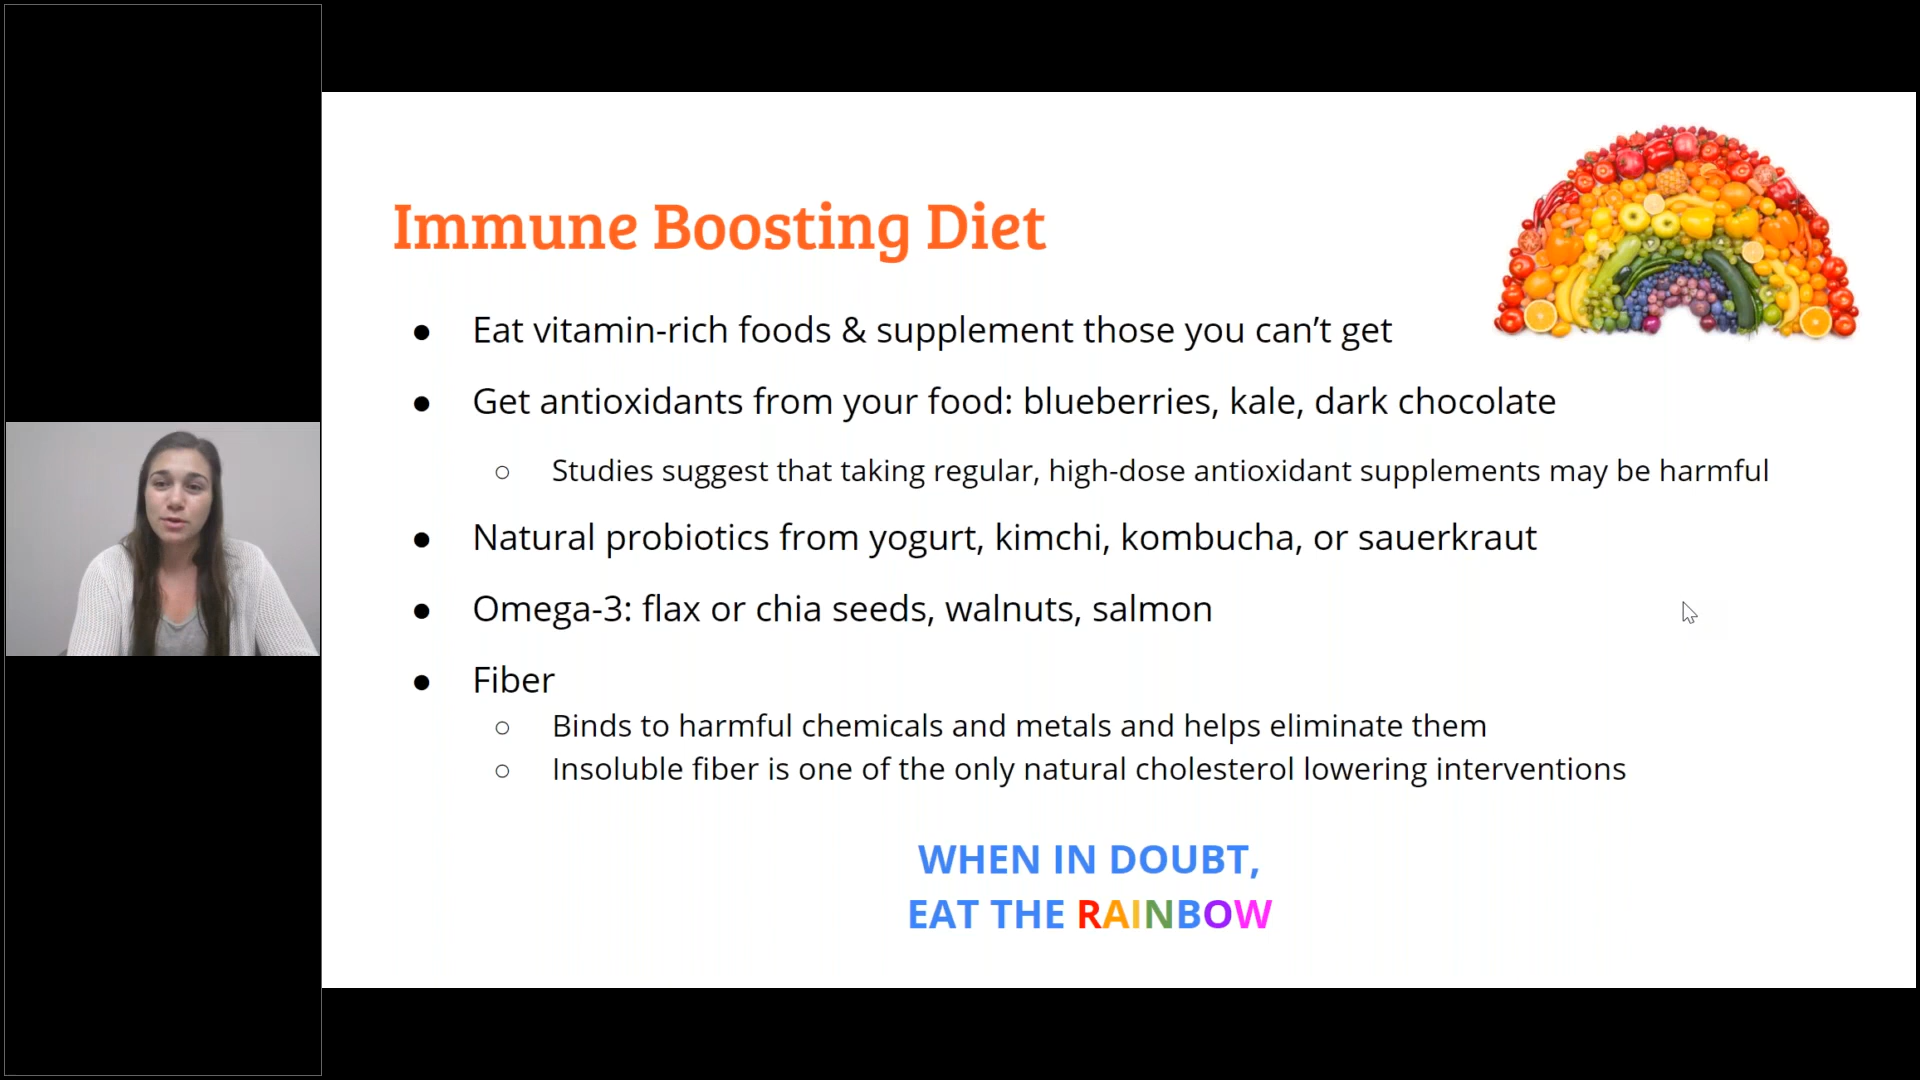 Immune Boosting Diet
● Eat vitamin-rich foods & supplement those you can’t get
● Get antioxidants from your food: blueberries, kale, dark chocolate
○ Studies suggest that taking regular, high-dose antioxidant supplements may be harmful
● Natural probiotics from yogurt, kimchi, kombucha, or sauerkraut
● Omega-3: flax or chia seeds, walnuts, salmon
● Fiber
○ Binds to harmful chemicals and metals and helps eliminate them
○ Insoluble fiber is one of the only natural cholesterol lowering interventions
WHEN IN DOUBT,
EAT THE RAINBOW